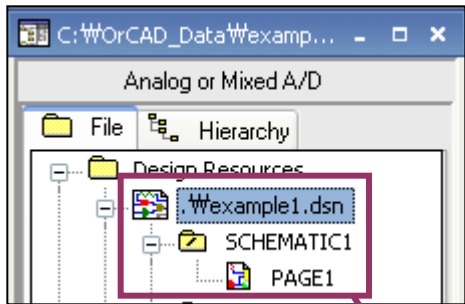 C:₩OrCAD_Data₩examp...
Analog or Mixed A/D
File Hierarchy
Design Resources
.₩example1.dsn
SCHEMATIC1
PAGE1